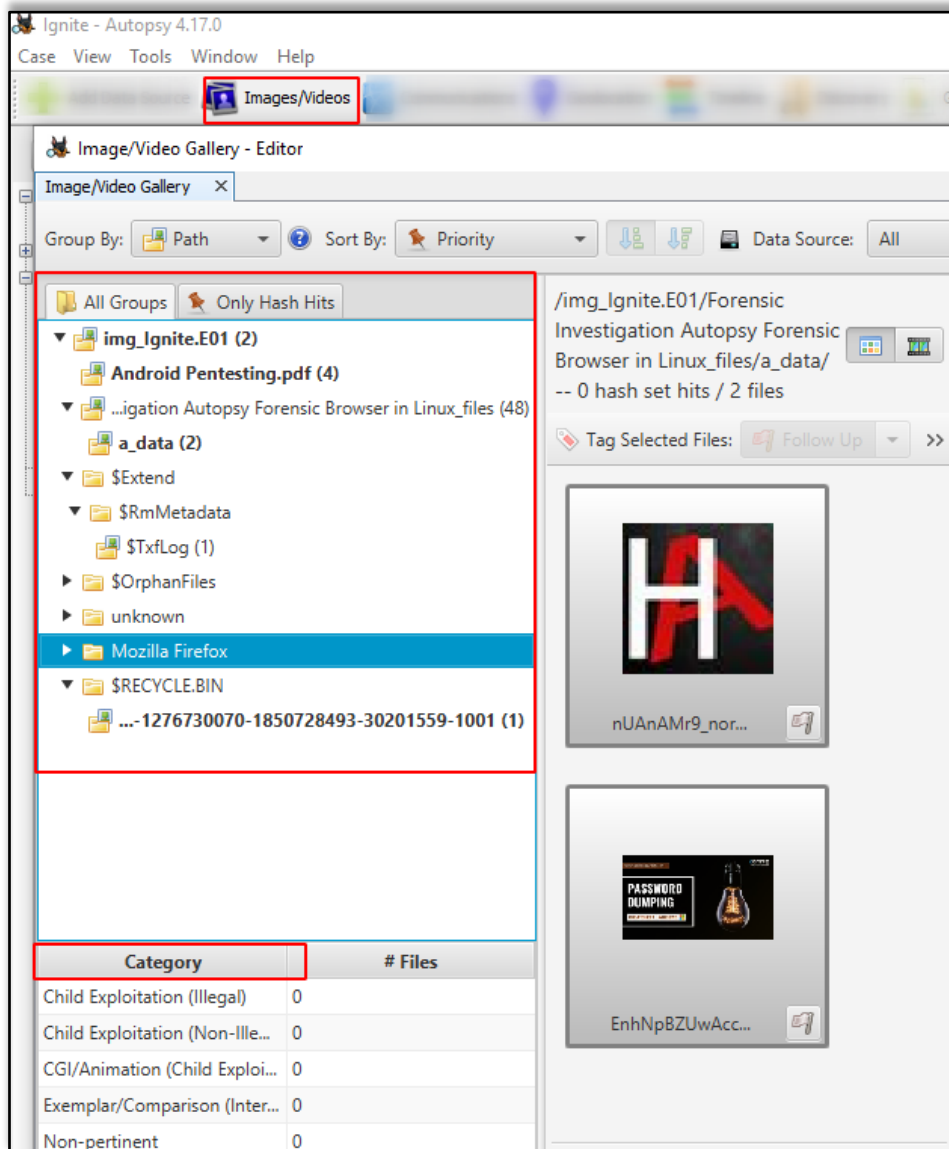 Ignite - Autopsy 4.17.0
Case View Tools Window Help
Images/Videos
Image/Video Gallery - Editor
Image/Video Gallery X
Group By: Path Sort By: Priority Data Source: All
All Groups Only Hash Hits
img_Ignite.E01 (2)
Android Pentesting.pdf (4)
...igation Autopsy Forensic Browser in Linux_files (48)
a_data (2)
$Extend
$RmMetadata
$TxfLog (1)
$OrphanFiles
unknown
Mozilla Firefox
$RECYCLE.BIN
...-1276730070-1850728493-30201559-1001 (1)
/img_Ignite.E01/Forensic
Investigation Autopsy Forensic
Browser in Linux_files/a_data/
-- 0 hash set hits / 2 files
Tag Selected Files: Follow Up >>
HA
nUAnAMr9_nor...
PASSWORD
DUMPING
EnhNpBZUwAcc...
Category # Files
Child Exploitation (Illegal) 0
Child Exploitation (Non-Ille... 0
CGI/Animation (Child Exploi... 0
Exemplar/Comparison (Inter... 0
Non-pertinent 0